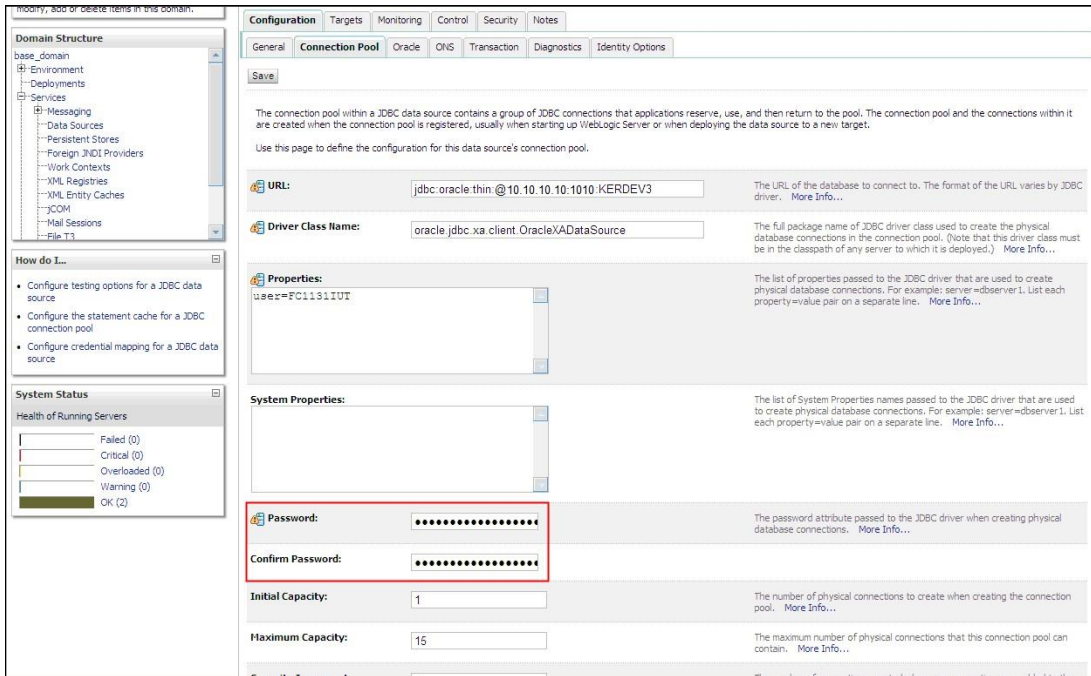 modify, add or delete items in this domain.
Domain Structure
base_domain
Environment
Deployments
Services
Messaging
Data Sources
Persistent Stores
Foreign JNDI Providers
Work Contexts
XML Registries
XML Entity Caches
jCOM
Mail Sessions
File T3
How do I...
Configure testing options for a JDBC data
source
Configure the statement cache for a JDBC
connection pool
Configure credential mapping for a JDBC data
source
System Status
Health of Running Servers
Failed (0)
Critical (0)
Overloaded (0)
Warning (0)
OK (2)
Configuration Targets Monitoring Control Security Notes
General Connection Pool Oracle ONS Transaction Diagnostics Identity Options
Save
The connection pool within a JDBC data source contains a group of JDBC connections that applications reserve, use, and then return to the pool. The connection pool and the connections within it
are created when the connection pool is registered, usually when starting up WebLogic Server or when deploying the data source to a new target.
Use this page to define the configuration for this data source's connection pool.
URL: jdbc:oracle:thin:@10.10.10.10:1010:KERDEV3
The URL of the database to connect to. The format of the URL varies by JDBC
driver. More Info...
Driver Class Name: oracle.jdbc.xa.client.OracleXADataSource
The full package name of JDBC driver class used to create the physical
database connections in the connection pool. (Note that this driver class must
be in the classpath of any server to which it is deployed.) More Info...
Properties:
user=FC1131IUT
The list of properties passed to the JDBC driver that are used to create
physical database connections. For example: server=dbserver1. List each
property=value pair on a separate line. More Info...
System Properties:
The list of System Properties names passed to the JDBC driver that are used
to create physical database connections. For example: server=dbserver1. List
each property=value pair on a separate line. More Info...
Password: ●●●●●●●●●●●●●●●●●●
The password attribute passed to the JDBC driver when creating physical
database connections. More Info...
Confirm Password: ●●●●●●●●●●●●●●●●●●
Initial Capacity: 1
The number of physical connections to create when creating the connection
pool. More Info...
Maximum Capacity: 15
The maximum number of physical connections that this connection pool can
contain. More Info...